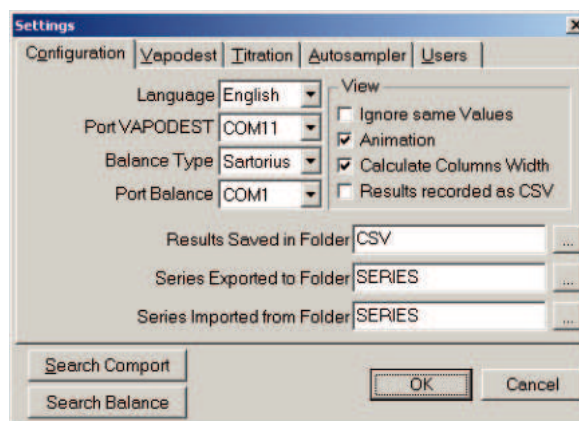 Settings
Configuration Vapodest Titration Autosampler Users
Language English
Port VAPODEST COM11
Balance Type Sartorius
Port Balance COM1
View
Ignore same Values
Animation
Calculate Columns Width
Results recorded as CSV
Results Saved in Folder CSV ...
Series Exported to Folder SERIES ...
Series Imported from Folder SERIES ...
Search Comport
Search Balance
OK Cancel